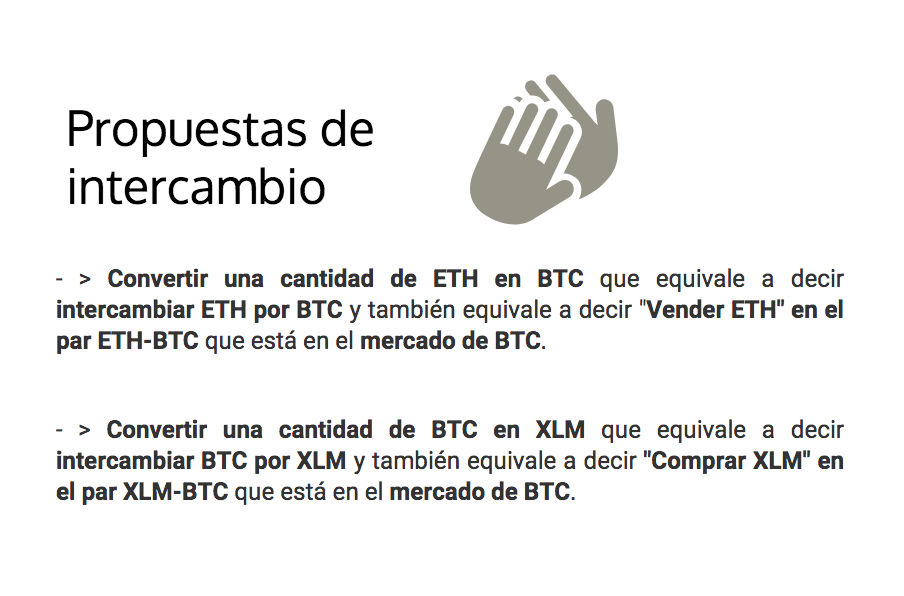 Propuestas de
intercambio
- > Convertir una cantidad de ETH en BTC que equivale a decir
intercambiar ETH por BTC y también equivale a decir "Vender ETH" en el
par ETH-BTC que está en el mercado de BTC.
- > Convertir una cantidad de BTC en XLM que equivale a decir
intercambiar BTC por XLM y también equivale a decir "Comprar XLM" en
el par XLM-BTC que está en el mercado de BTC.